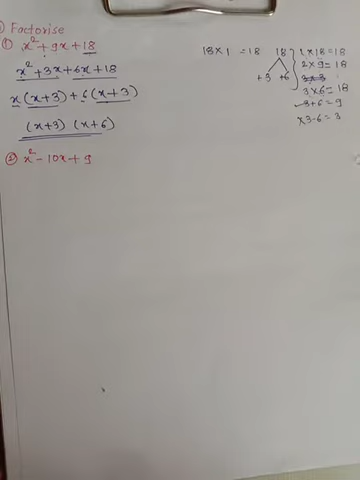 ) Factorise
① x² + 9x + 18
x² + 3x + 6x + 18
x (x+3) + 6 (x+3)
(x+3) (x+6)
② x² - 10x + 9
18 × 1 = 18
18
+3 +6
1 × 18 = 18
2 × 9 = 18
3 × 6 = 18
3+6 = 9
× 3-6 = 3